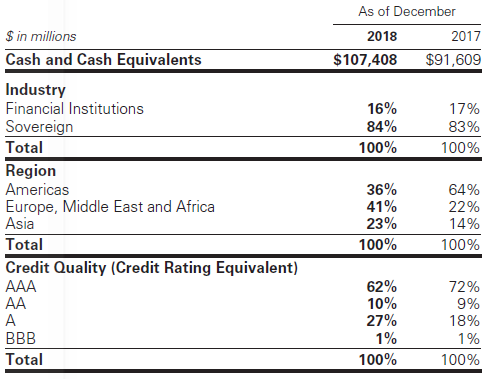 As of December
$ in millions 2018 2017
Cash and Cash Equivalents $107,408 $91,609
Industry
Financial Institutions 16% 17%
Sovereign 84% 83%
Total 100% 100%
Region
Americas 36% 64%
Europe, Middle East and Africa 41% 22%
Asia 23% 14%
Total 100% 100%
Credit Quality (Credit Rating Equivalent)
AAA 62% 72%
AA 10% 9%
A 27% 18%
BBB 1% 1%
Total 100% 100%